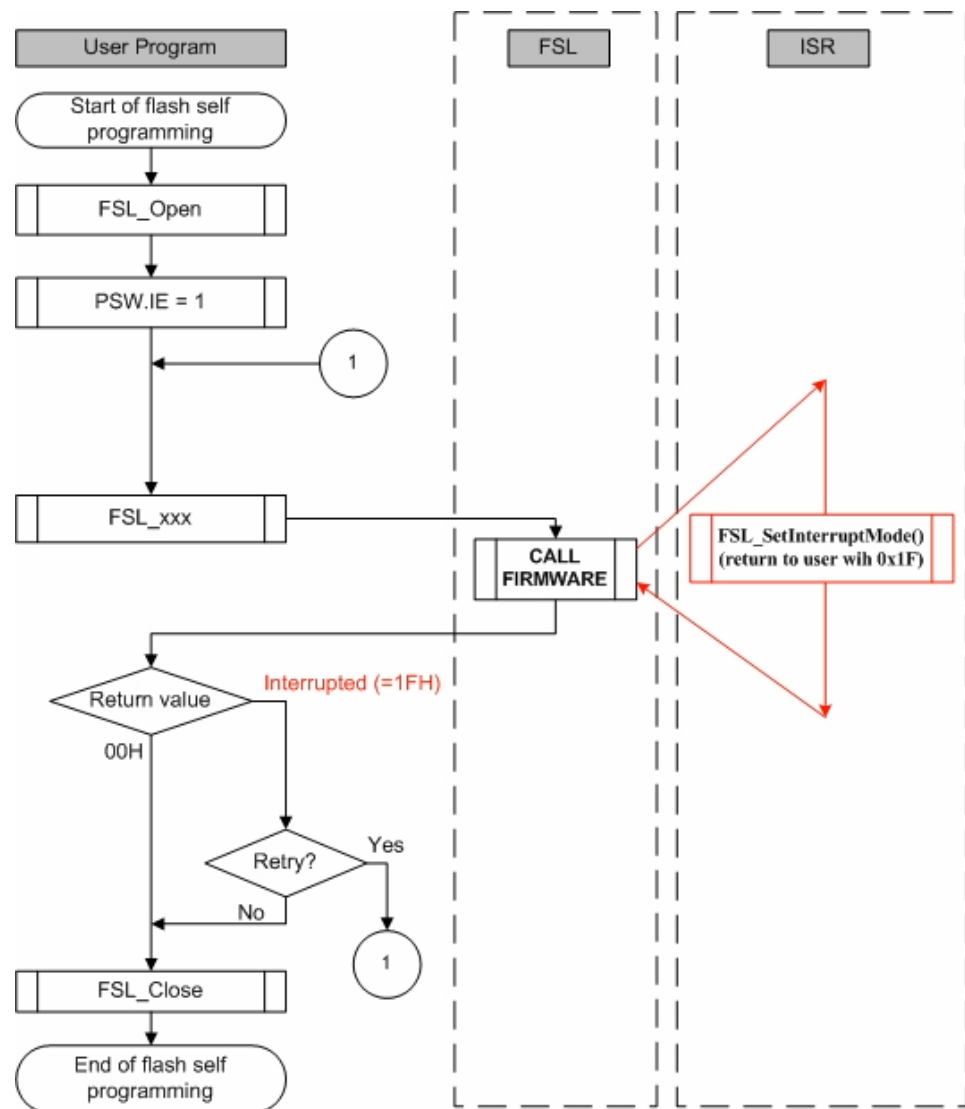 User Program
FSL
ISR
Start of flash self
programming
FSL_Open
PSW.IE = 1
1
FSL_xxx
CALL
FIRMWARE
FSL_SetInterruptMode()
(return to user wih 0x1F)
Return value
Interrupted (=1FH)
00H
Retry?
Yes
No
1
FSL_Close
End of flash self
programming